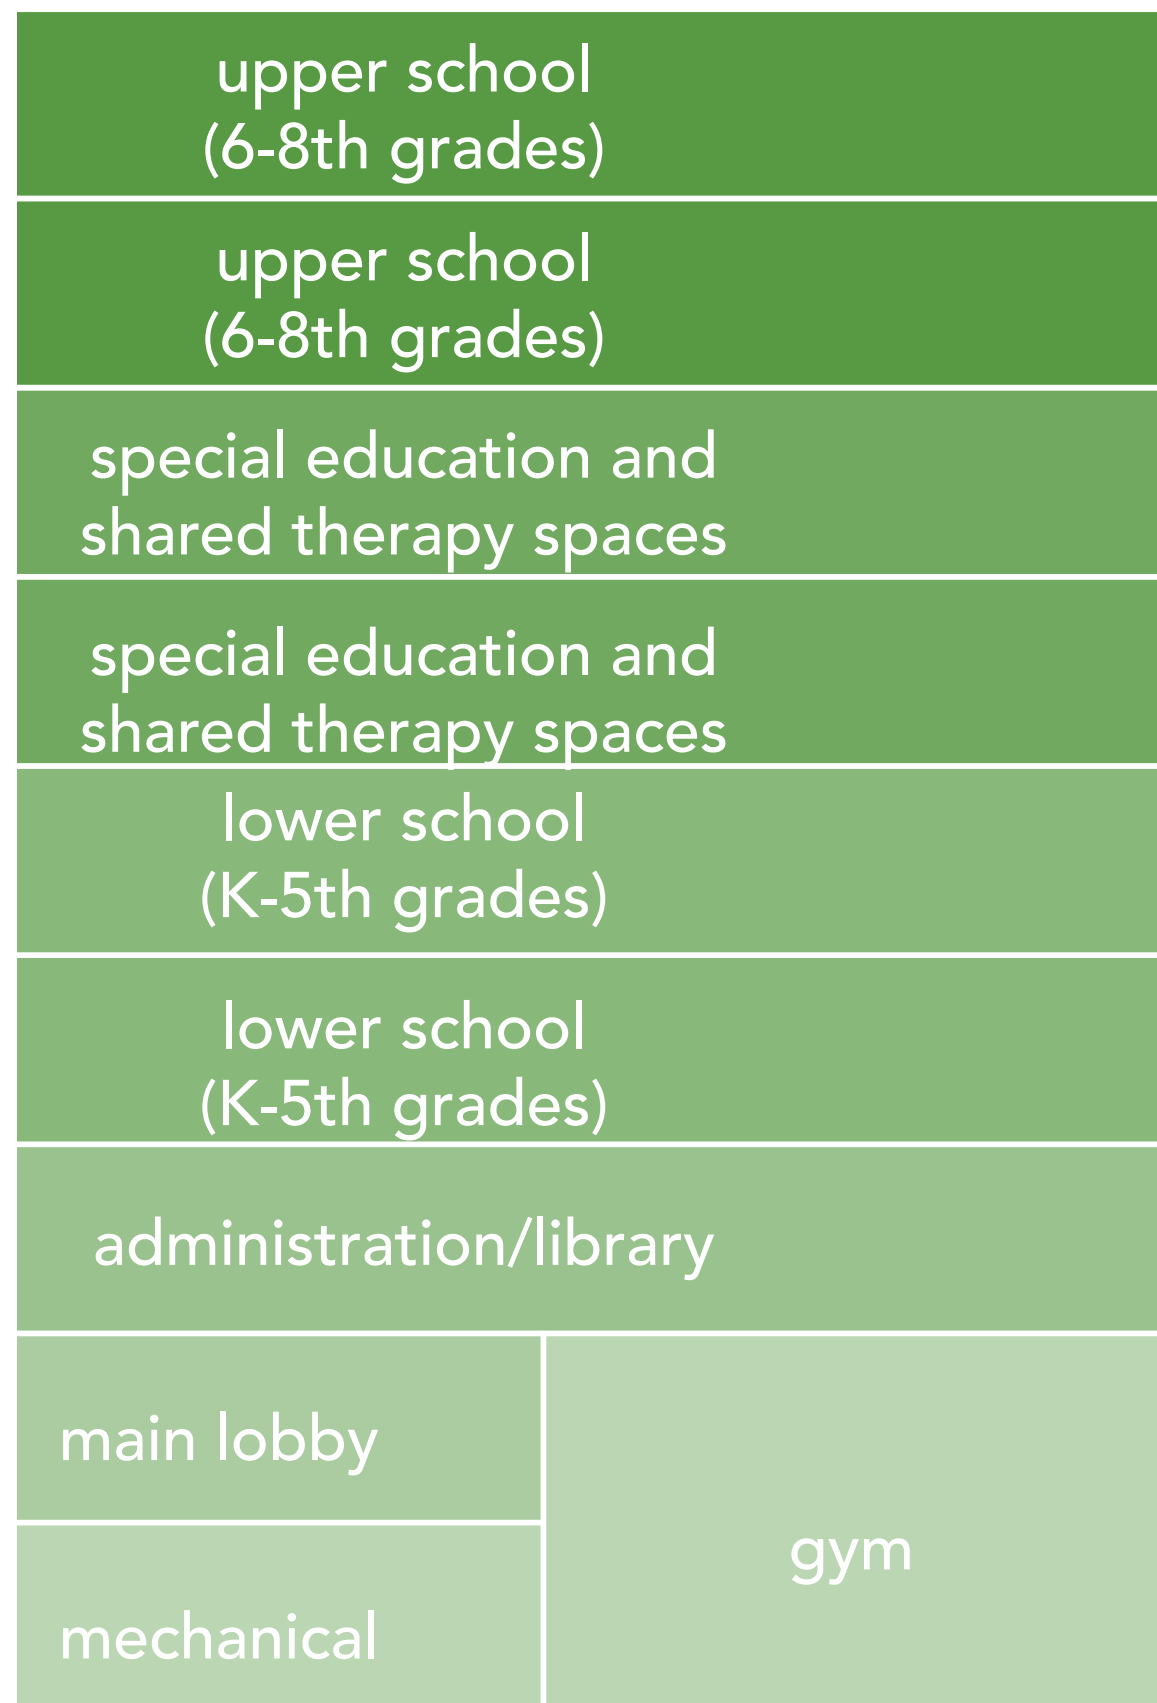 upper school
(6-8th grades)
upper school
(6-8th grades)
special education and
shared therapy spaces
special education and
shared therapy spaces
lower school
(K-5th grades)
lower school
(K-5th grades)
administration/library
main lobby
gym
mechanical